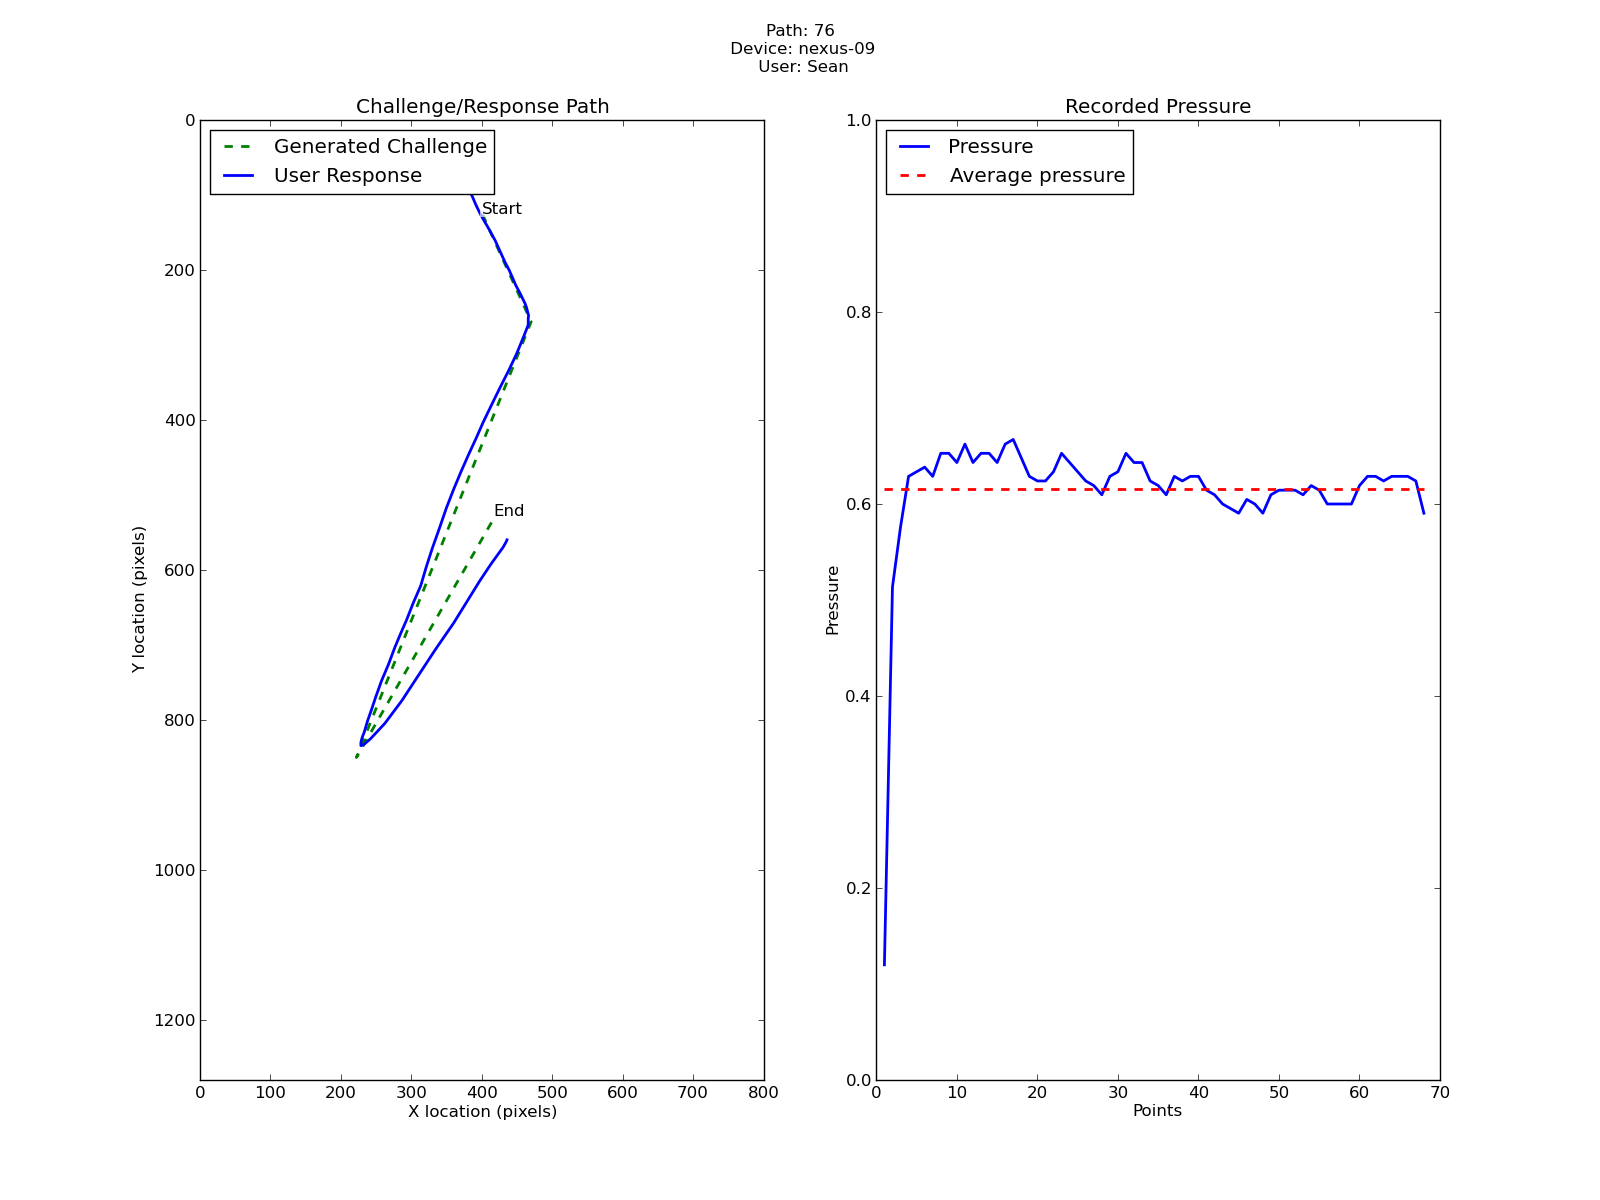 Path: 76
Device: nexus-09
User: Sean
Challenge/Response Path
Generated Challenge
User Response
Start
End
0
200
400
600
800
1000
1200
Y location (pixels)
0 100 200 300 400 500 600 700 800
X location (pixels)
Recorded Pressure
Pressure
Average pressure
1.0
0.8
0.6
0.4
0.2
0.0
Pressure
0 10 20 30 40 50 60 70
Points